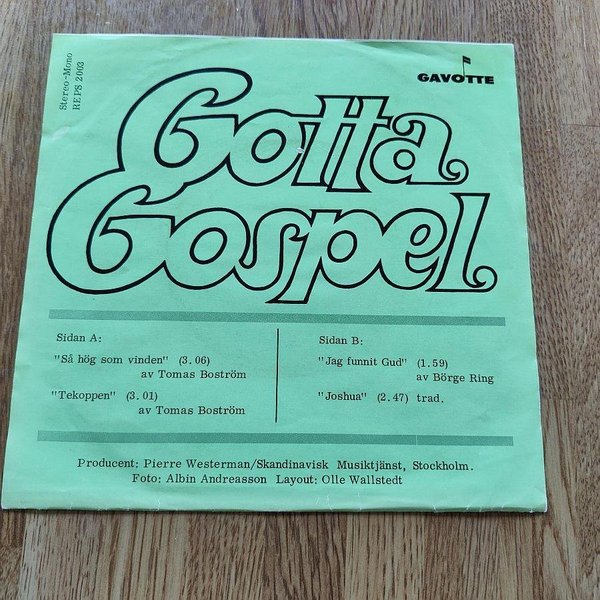 Stereo-Mono
REPS 2003
GAVOTTE
Gotta
Gospel
Sidan A:
"Så hög som vinden" (3.06)
av Tomas Boström
"Tekoppen" (3.01)
av Tomas Boström
Sidan B:
"Jag funnit Gud" (1.59)
av Börge Ring
"Joshua" (2.47) trad.
Producent: Pierre Westerman/Skandinavisk Musiktjänst, Stockholm.
Foto: Albin Andreasson Layout: Olle Wallstedt